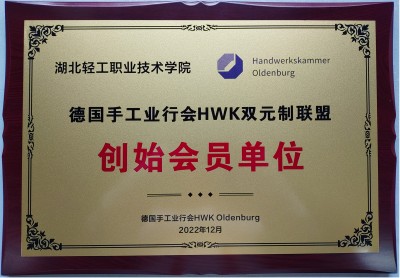 湖北轻工职业技术学院
Handwerkskammer
Oldenburg
德国手工业行会HWK双元制联盟
创始会员单位
德国手工业行会HWK Oldenburg
2022年12月